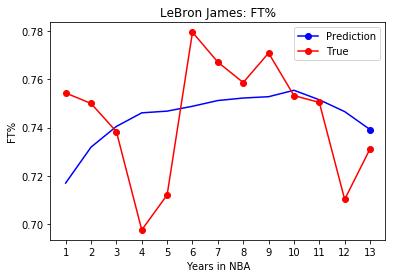 LeBron James: FT%
Prediction
True
0.78
0.76
0.74
0.72
0.70
FT%
1 2 3 4 5 6 7 8 9 10 11 12 13
Years in NBA